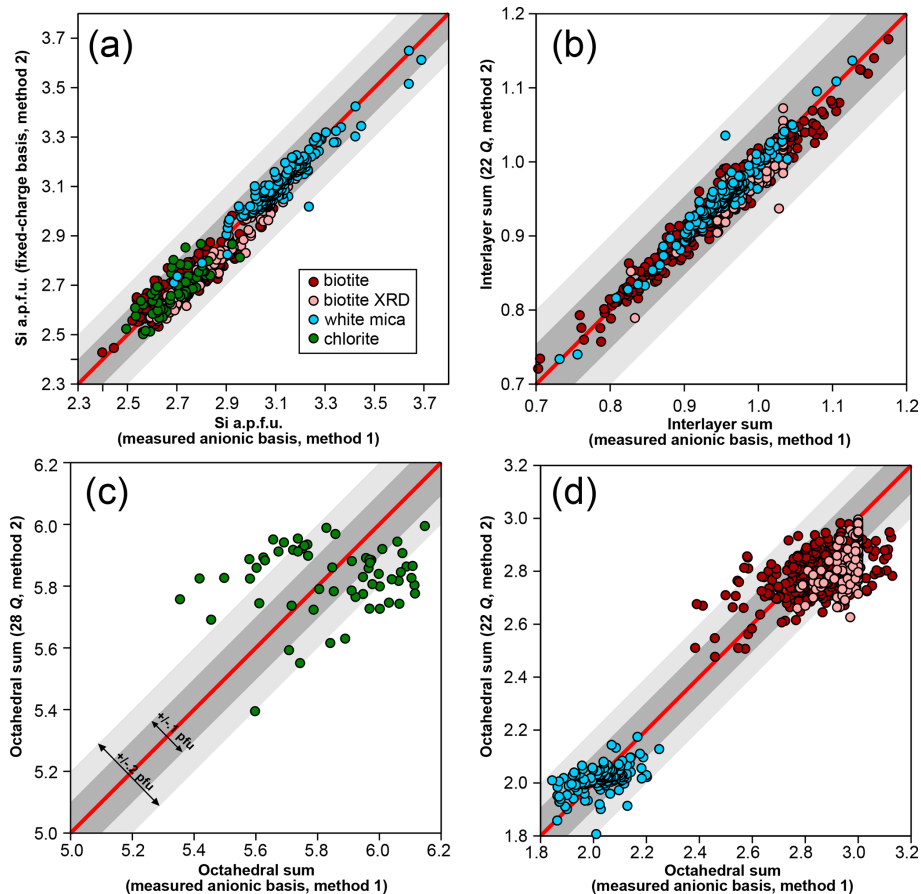 (a)
Si a.p.f.u. (fixed-charge basis, method 2)
3.7
3.5
3.3
3.1
2.9
2.7
2.5
2.3
biotite
biotite XRD
white mica
chlorite
2.3 2.5 2.7 2.9 3.1 3.3 3.5 3.7
Si a.p.f.u.
(measured anionic basis, method 1)
(b)
Interlayer sum (22 Q, method 2)
1.2
1.1
1.0
0.9
0.8
0.7
0.7 0.8 0.9 1.0 1.1 1.2
Interlayer sum
(measured anionic basis, method 1)
(c)
Octahedral sum (28 Q, method 2)
6.2
6.0
5.8
5.6
5.4
5.2
5.0
+/-.1 pfu
+/-.2 pfu
5.0 5.2 5.4 5.6 5.8 6.0 6.2
Octahedral sum
(measured anionic basis, method 1)
(d)
Octahedral sum (22 Q, method 2)
3.2
3.0
2.8
2.6
2.4
2.2
2.0
1.8
1.8 2.0 2.2 2.4 2.6 2.8 3.0 3.2
Octahedral sum
(measured anionic basis, method 1)